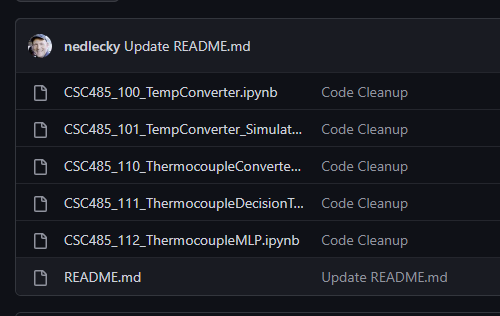 nedlecky Update README.md
CSC485_100_TempConverter.ipynb Code Cleanup
CSC485_101_TempConverter_Simulat... Code Cleanup
CSC485_110_ThermocoupleConverte... Code Cleanup
CSC485_111_ThermocoupleDecisionT... Code Cleanup
CSC485_112_ThermocoupleMLP.ipynb Code Cleanup
README.md Update README.md